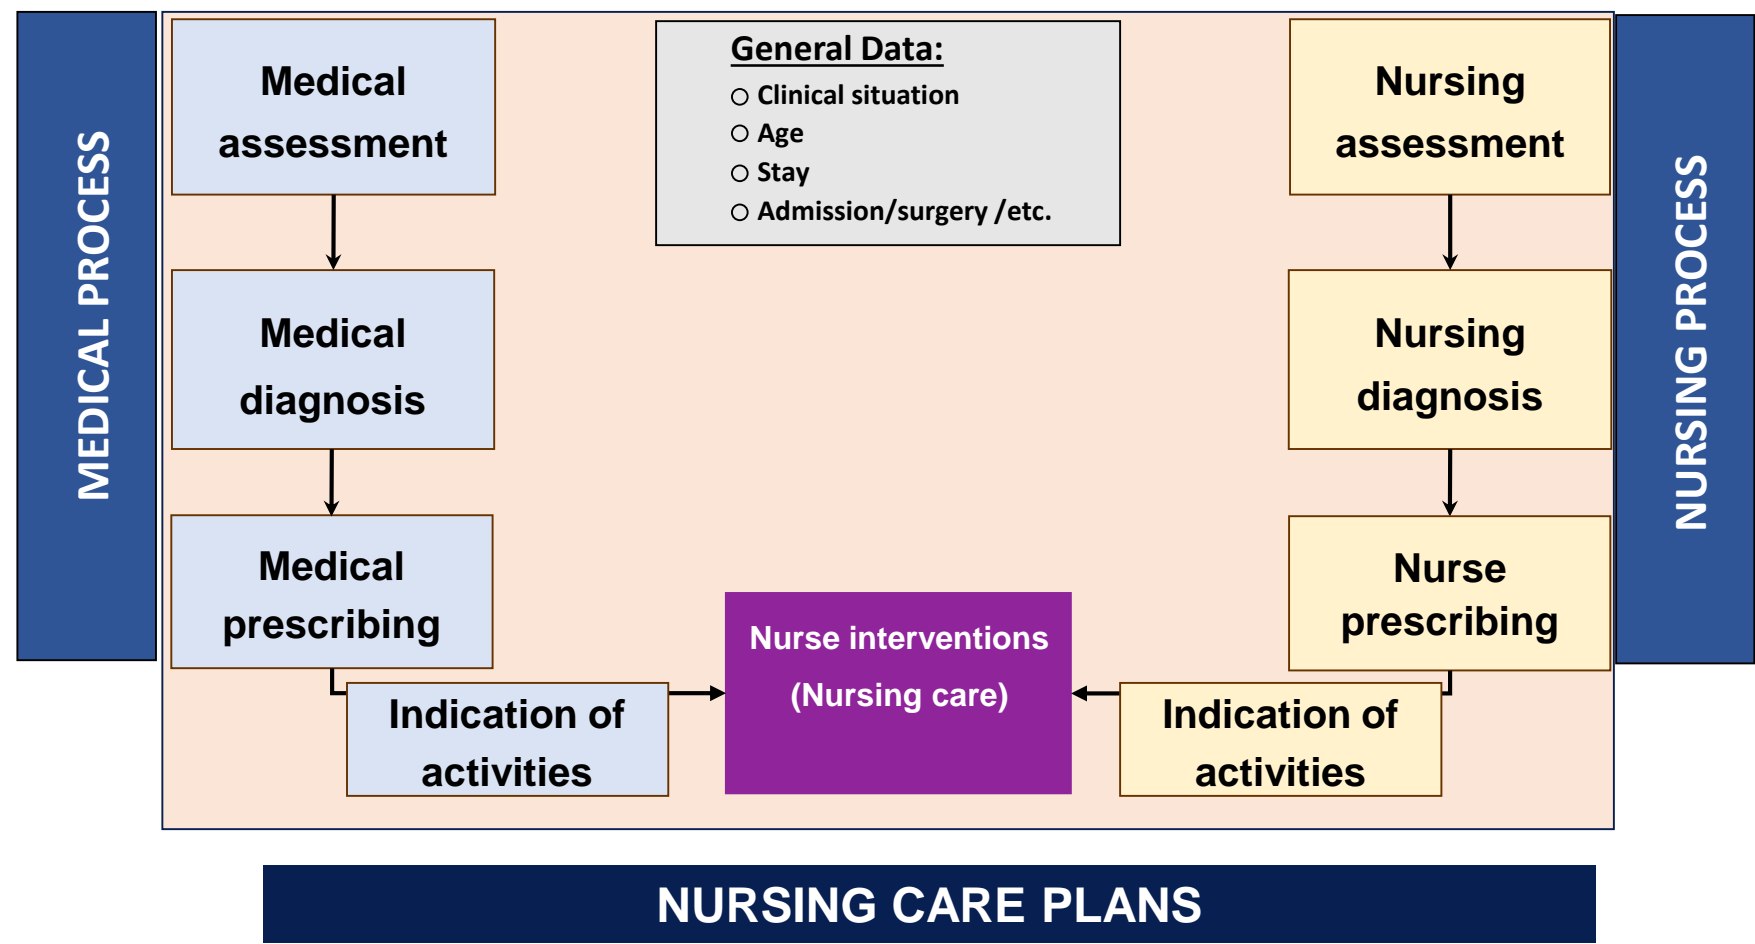 MEDICAL PROCESS
Medical
assessment
Medical
diagnosis
Medical
prescribing
Indication of
activities
General Data:
Clinical situation
Age
Stay
Admission/surgery /etc.
Nurse interventions
(Nursing care)
Nursing
assessment
Nursing
diagnosis
Nurse
prescribing
Indication of
activities
NURSING PROCESS
NURSING CARE PLANS